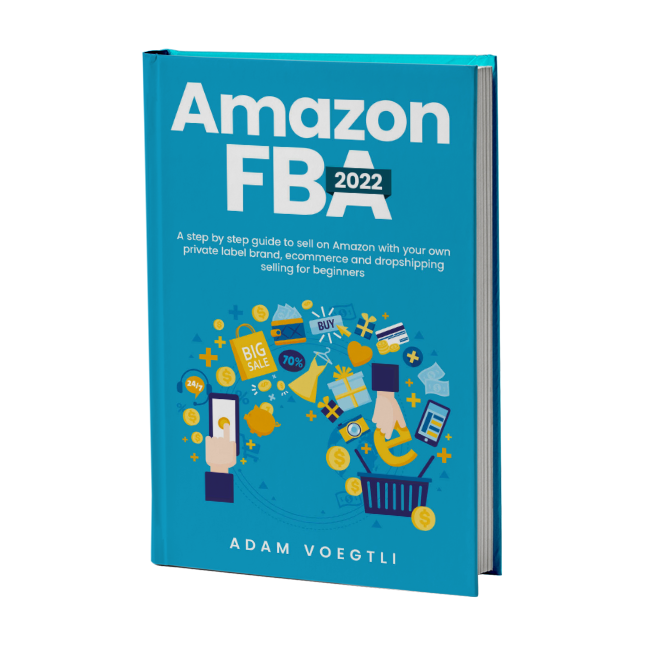 Amazon
FBA
2022
A step by step guide to sell on Amazon with your own
private label brand, ecommerce and dropshipping
selling for beginners
BUY
BIG
SALE
70%
24/7
e
E
ADAM VOEGTLI